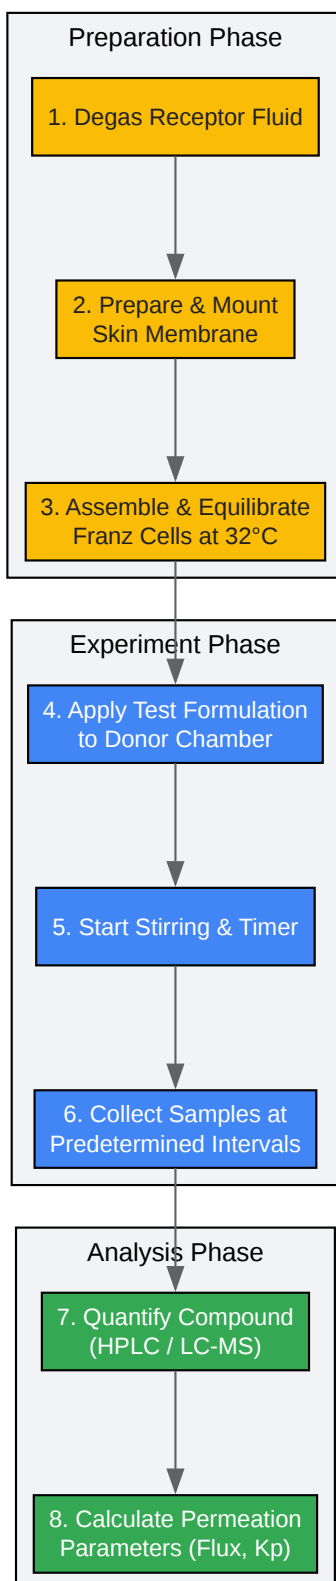 Preparation Phase
1. Degas Receptor Fluid
2. Prepare & Mount
Skin Membrane
3. Assemble & Equilibrate
Franz Cells at 32°C
Experiment Phase
4. Apply Test Formulation
to Donor Chamber
5. Start Stirring & Timer
6. Collect Samples at
Predetermined Intervals
Analysis Phase
7. Quantify Compound
(HPLC / LC-MS)
8. Calculate Permeation
Parameters (Flux, Kp)